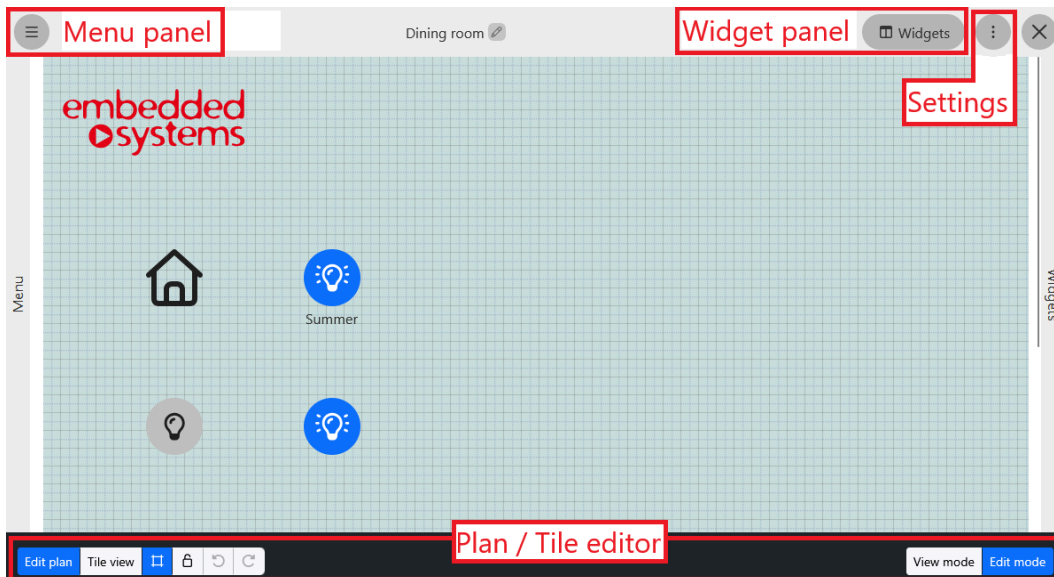 Menu panel
Dining room
Widget panel
Widgets
Settings
embedded
systems
Menu
Widgets
Summer
Plan / Tile editor
Edit plan
Tile view
View mode
Edit mode